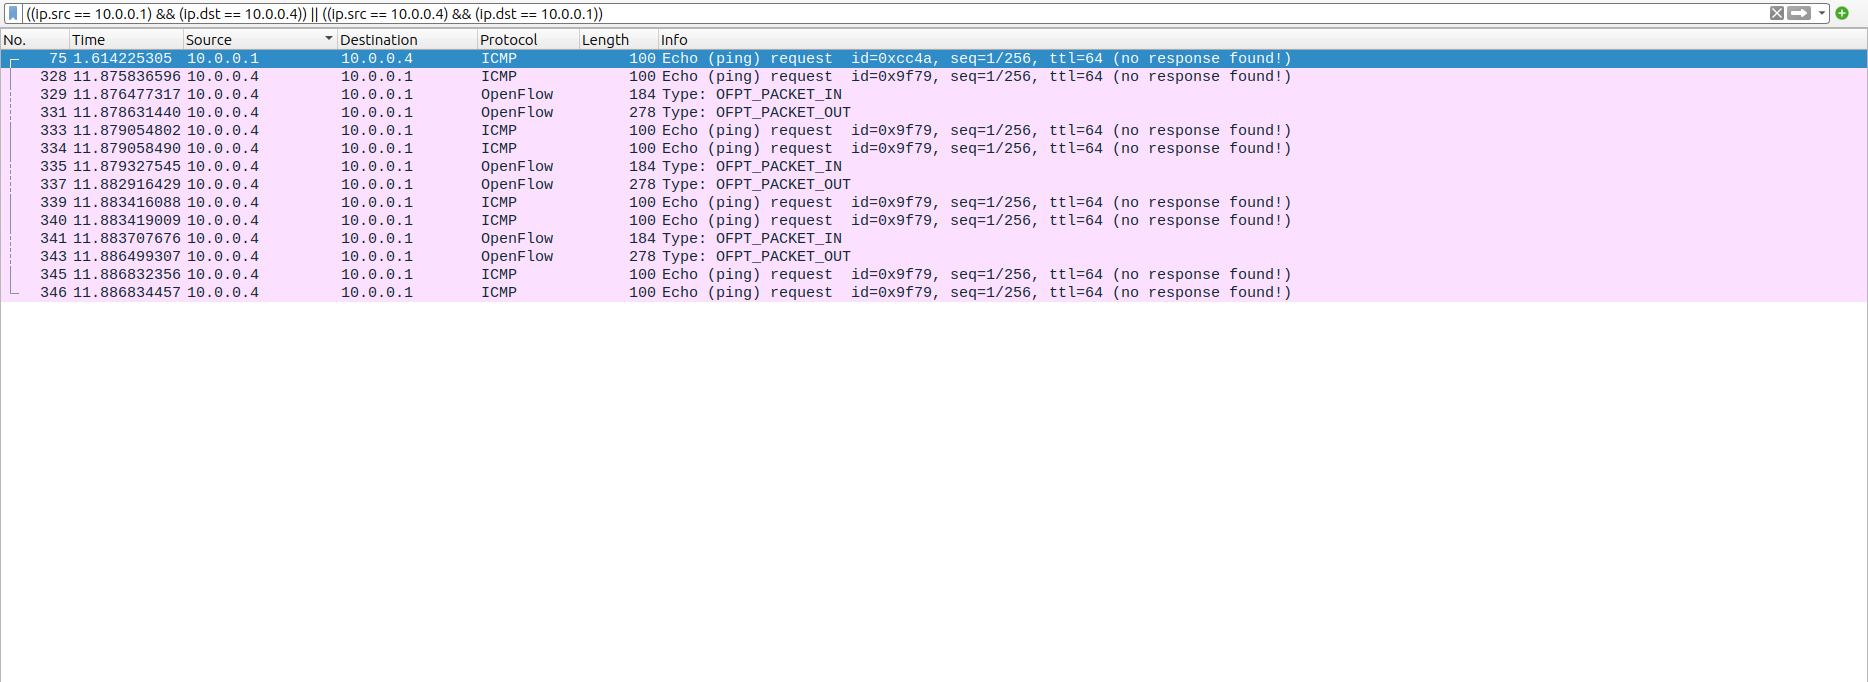 ((ip.src == 10.0.0.1) && (ip.dst == 10.0.0.4)) || ((ip.src == 10.0.0.4) && (ip.dst == 10.0.0.1))
No. Time Source Destination Protocol Length Info
75 1.614225305 10.0.0.1 10.0.0.4 ICMP 100 Echo (ping) request id=0xcc4a, seq=1/256, ttl=64 (no response found!)
328 11.875836596 10.0.0.4 10.0.0.1 ICMP 100 Echo (ping) request id=0x9f79, seq=1/256, ttl=64 (no response found!)
329 11.876477317 10.0.0.4 10.0.0.1 OpenFlow 184 Type: OFPT_PACKET_IN
331 11.878631440 10.0.0.4 10.0.0.1 OpenFlow 278 Type: OFPT_PACKET_OUT
333 11.879054802 10.0.0.4 10.0.0.1 ICMP 100 Echo (ping) request id=0x9f79, seq=1/256, ttl=64 (no response found!)
334 11.879058490 10.0.0.4 10.0.0.1 ICMP 100 Echo (ping) request id=0x9f79, seq=1/256, ttl=64 (no response found!)
335 11.879327545 10.0.0.4 10.0.0.1 OpenFlow 184 Type: OFPT_PACKET_IN
337 11.882916429 10.0.0.4 10.0.0.1 OpenFlow 278 Type: OFPT_PACKET_OUT
339 11.883416088 10.0.0.4 10.0.0.1 ICMP 100 Echo (ping) request id=0x9f79, seq=1/256, ttl=64 (no response found!)
340 11.883419009 10.0.0.4 10.0.0.1 ICMP 100 Echo (ping) request id=0x9f79, seq=1/256, ttl=64 (no response found!)
341 11.883707676 10.0.0.4 10.0.0.1 OpenFlow 184 Type: OFPT_PACKET_IN
343 11.886499307 10.0.0.4 10.0.0.1 OpenFlow 278 Type: OFPT_PACKET_OUT
345 11.886832356 10.0.0.4 10.0.0.1 ICMP 100 Echo (ping) request id=0x9f79, seq=1/256, ttl=64 (no response found!)
346 11.886834457 10.0.0.4 10.0.0.1 ICMP 100 Echo (ping) request id=0x9f79, seq=1/256, ttl=64 (no response found!)